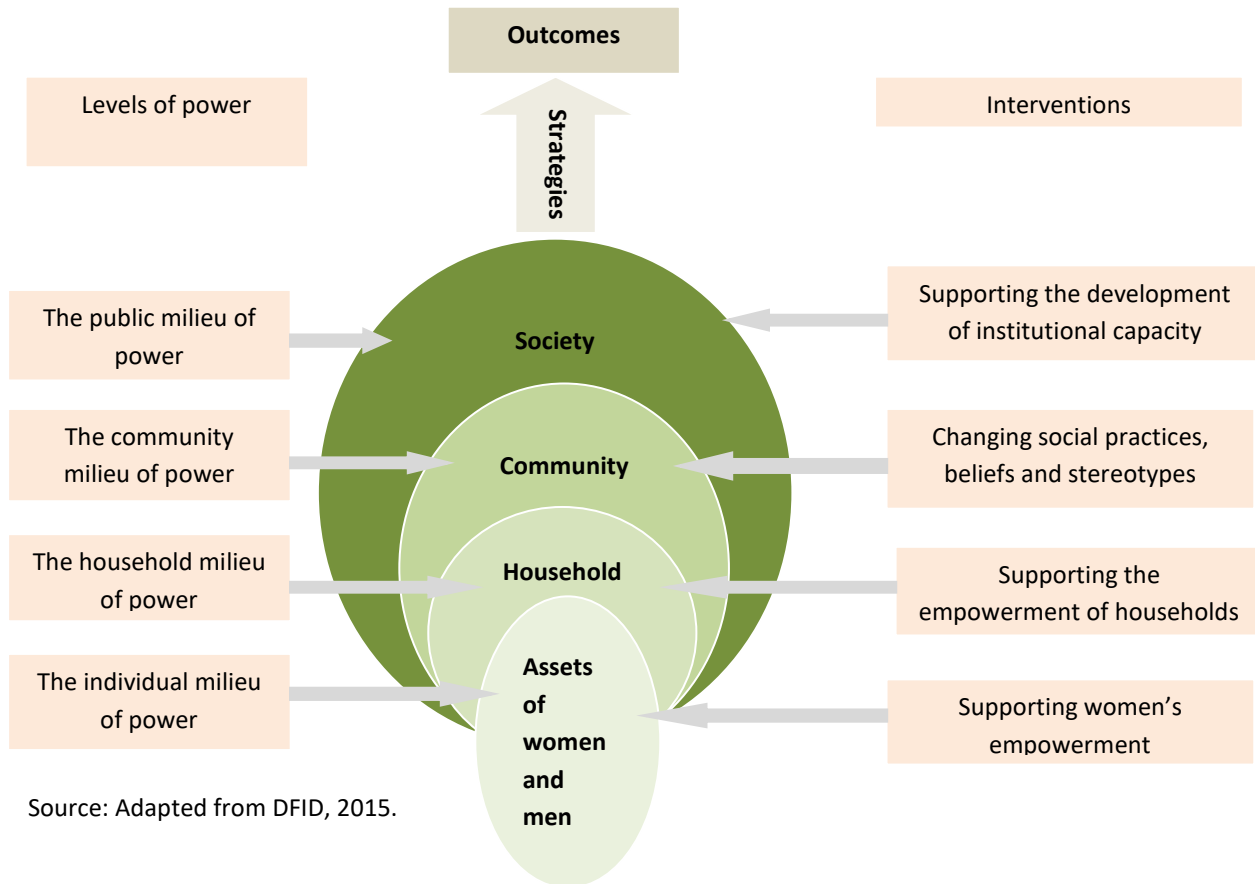 Outcomes
Levels of power
Interventions
Strategies
The public milieu of
power
Society
Supporting the development
of institutional capacity
The community
milieu of power
Community
Changing social practices,
beliefs and stereotypes
The household milieu
of power
Household
Supporting the
empowerment of households
The individual milieu
of power
Assets
of
women
and
men
Supporting women’s
empowerment
Source: Adapted from DFID, 2015.